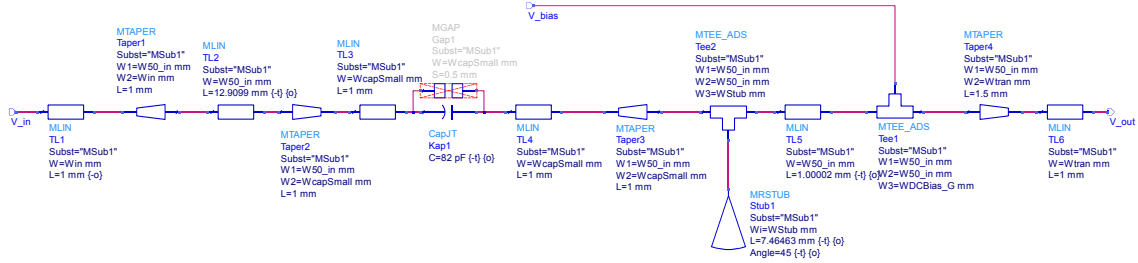 V_bias
MTAPER
Taper1
Subst="MSub1"
W1=W50_in mm
W2=Win mm
L=1 mm
MLIN
TL2
Subst="MSub1"
W=W50_in mm
L=12.9099 mm {-t} {o}
MLIN
TL3
Subst="MSub1"
W=WcapSmall mm
L=1 mm
MGAP
Gap1
Subst="MSub1"
W=WcapSmall mm
S=0.5 mm
MTEE_ADS
Tee2
Subst="MSub1"
W1=W50_in mm
W2=W50_in mm
W3=WStub mm
MTAPER
Taper4
Subst="MSub1"
W1=W50_in mm
W2=Wtran mm
L=1.5 mm
V_in
MLIN
TL1
Subst="MSub1"
W=Win mm
L=1 mm {-o}
MTAPER
Taper2
Subst="MSub1"
W1=W50_in mm
W2=WcapSmall mm
L=1 mm
CapJT
Kap1
C=82 pF {-t} {o}
MLIN
TL4
Subst="MSub1"
W=WcapSmall mm
L=1 mm
MTAPER
Taper3
Subst="MSub1"
W1=W50_in mm
W2=WcapSmall mm
L=1 mm
MLIN
TL5
Subst="MSub1"
W=W50_in mm
L=1.00002 mm {-t} {o}
MTEE_ADS
Tee1
Subst="MSub1"
W1=W50_in mm
W2=W50_in mm
W3=WDCBias_G mm
MLIN
TL6
Subst="MSub1"
W=Wtran mm
L=1 mm
V_out
MRSTUB
Stub1
Subst="MSub1"
Wi=WStub mm
L=7.46463 mm {-t} {o}
Angle=45 {-t} {o}